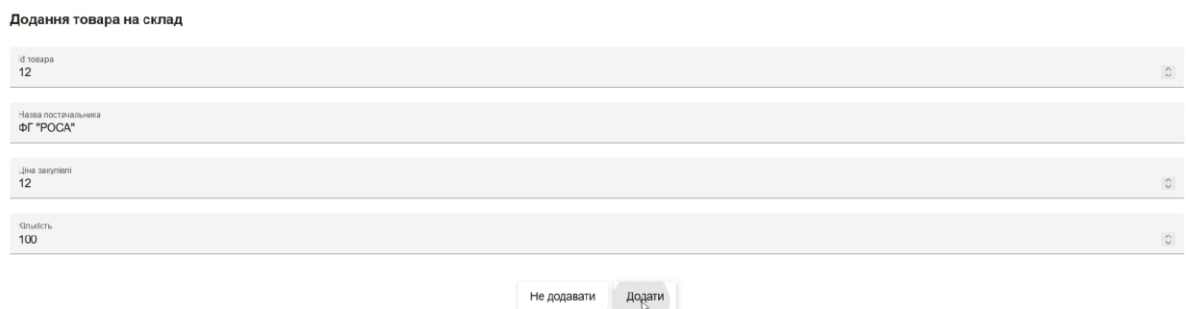 Додання товара на склад
Id товара
12
Назва постачальника
ФГ "РОСА"
Ціна закупівлі
12
Кількість
100
Не додавати Додати